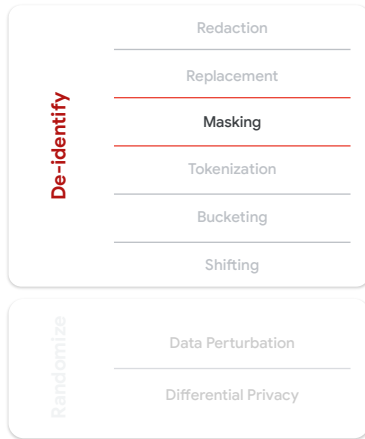 De-identify
Redaction
Replacement
Masking
Tokenization
Bucketing
Shifting
Randomize
Data Perturbation
Differential Privacy